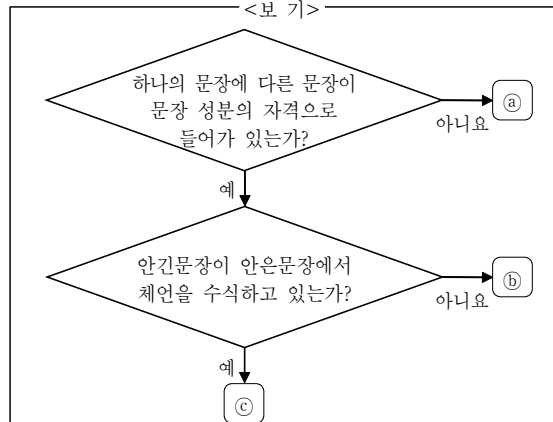 <보 기>
하나의 문장에 다른 문장이
문장 성분의 자격으로
들어가 있는가?
ⓐ
아니요
예
안긴문장이 안은문장에서
체언을 수식하고 있는가?
ⓑ
아니요
예
ⓒ